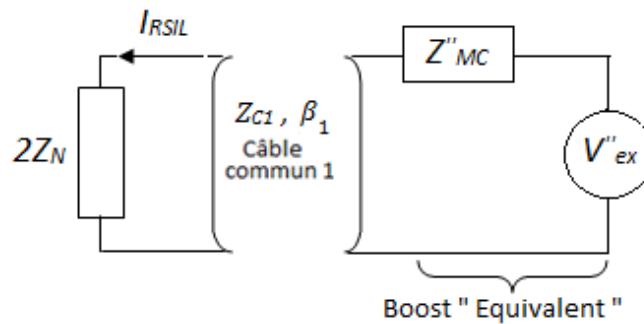 I_RSIL
Z''_MC
2Z_N
Z_C1 , β_1
Câble
commun 1
V''_ex
Boost " Equivalent "